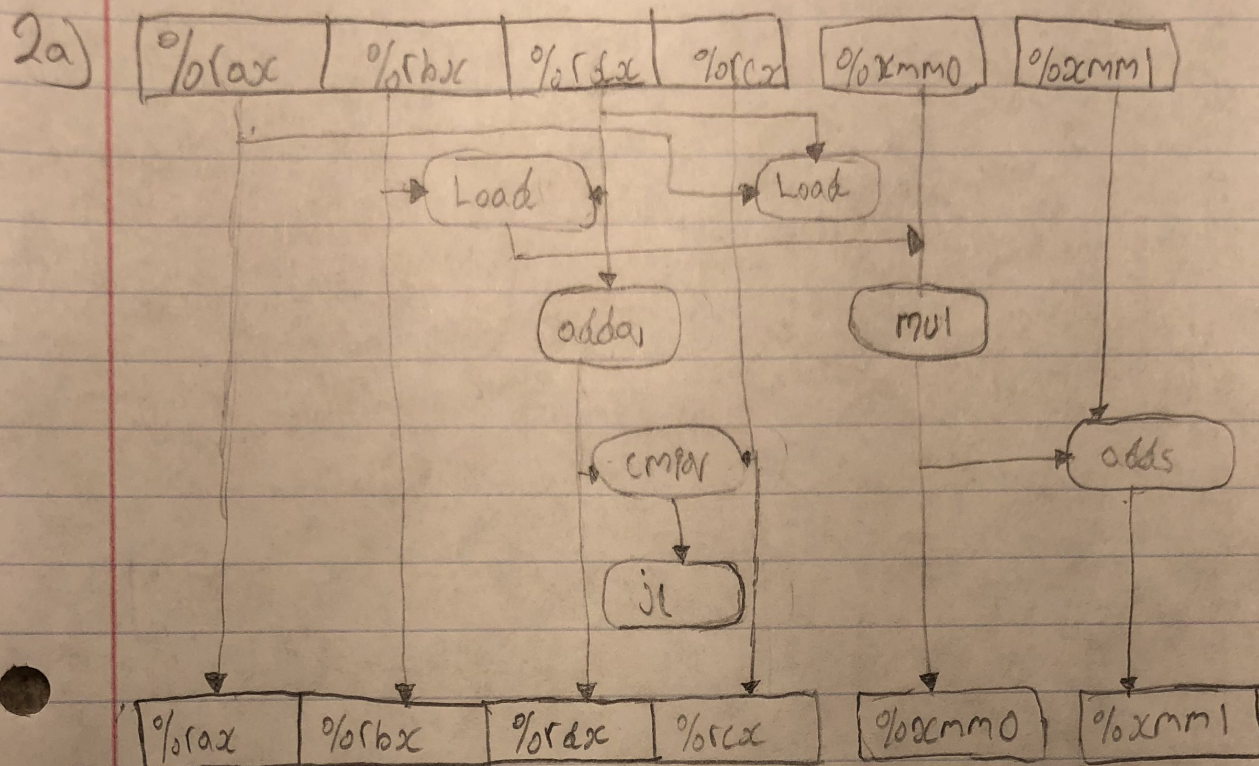 2a) %rax %rbx %rdx %rcx %xmm0 %xmm1
Load Load
addq mul
cmpq adds
jl
%rax %rbx %rdx %rcx %xmm0 %xmm1